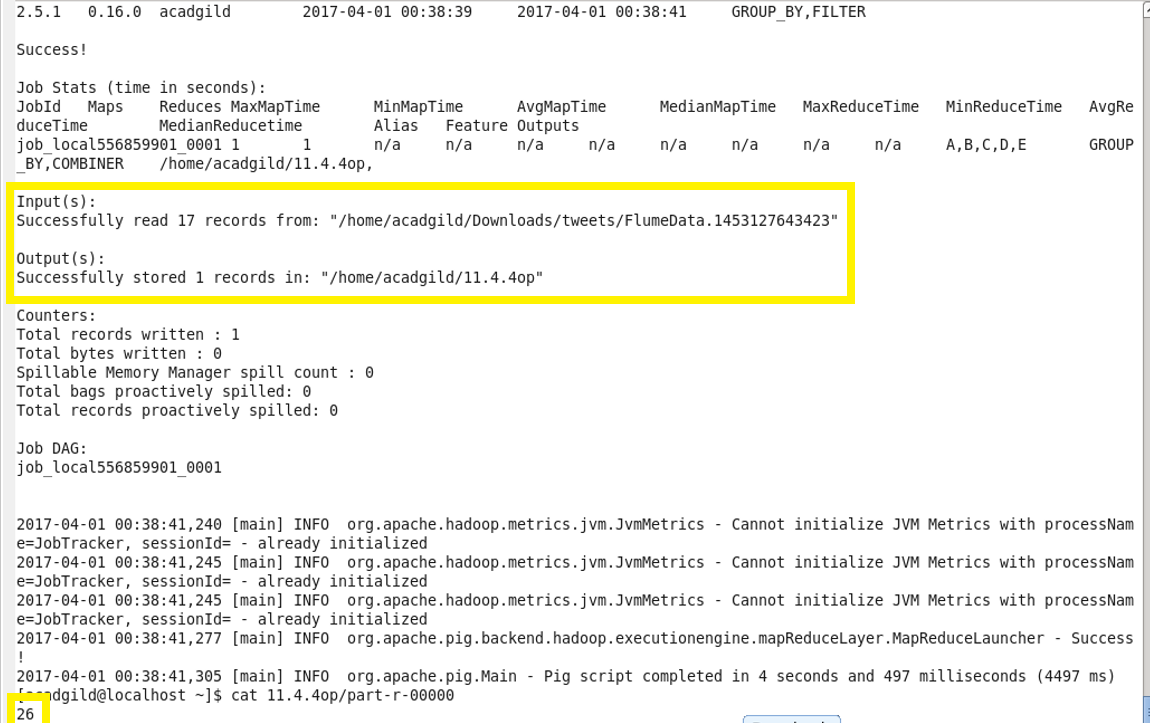 2.5.1   0.16.0  acadgild        2017-04-01 00:38:39     2017-04-01 00:38:41     GROUP_BY,FILTER
Success!
Job Stats (time in seconds):
JobId   Maps    Reduces MaxMapTime      MinMapTime      AvgMapTime      MedianMapTime   MaxReduceTime   MinReduceTime   AvgRe
duceTime        MedianReducetime        Alias   Feature Outputs
job_local556859901_0001 1       1       n/a     n/a     n/a     n/a     n/a     n/a     n/a     n/a     A,B,C,D,E       GROUP
_BY,COMBINER    /home/acadgild/11.4.4op,
Input(s):
Successfully read 17 records from: "/home/acadgild/Downloads/tweets/FlumeData.1453127643423"
Output(s):
Successfully stored 1 records in: "/home/acadgild/11.4.4op"
Counters:
Total records written : 1
Total bytes written : 0
Spillable Memory Manager spill count : 0
Total bags proactively spilled: 0
Total records proactively spilled: 0
Job DAG:
job_local556859901_0001
2017-04-01 00:38:41,240 [main] INFO  org.apache.hadoop.metrics.jvm.JvmMetrics - Cannot initialize JVM Metrics with processNam
e=JobTracker, sessionId= - already initialized
2017-04-01 00:38:41,245 [main] INFO  org.apache.hadoop.metrics.jvm.JvmMetrics - Cannot initialize JVM Metrics with processNam
e=JobTracker, sessionId= - already initialized
2017-04-01 00:38:41,245 [main] INFO  org.apache.hadoop.metrics.jvm.JvmMetrics - Cannot initialize JVM Metrics with processNam
e=JobTracker, sessionId= - already initialized
2017-04-01 00:38:41,277 [main] INFO  org.apache.pig.backend.hadoop.executionengine.mapReduceLayer.MapReduceLauncher - Success
!
2017-04-01 00:38:41,305 [main] INFO  org.apache.pig.Main - Pig script completed in 4 seconds and 497 milliseconds (4497 ms)
[acadgild@localhost ~]$ cat 11.4.4op/part-r-00000
26